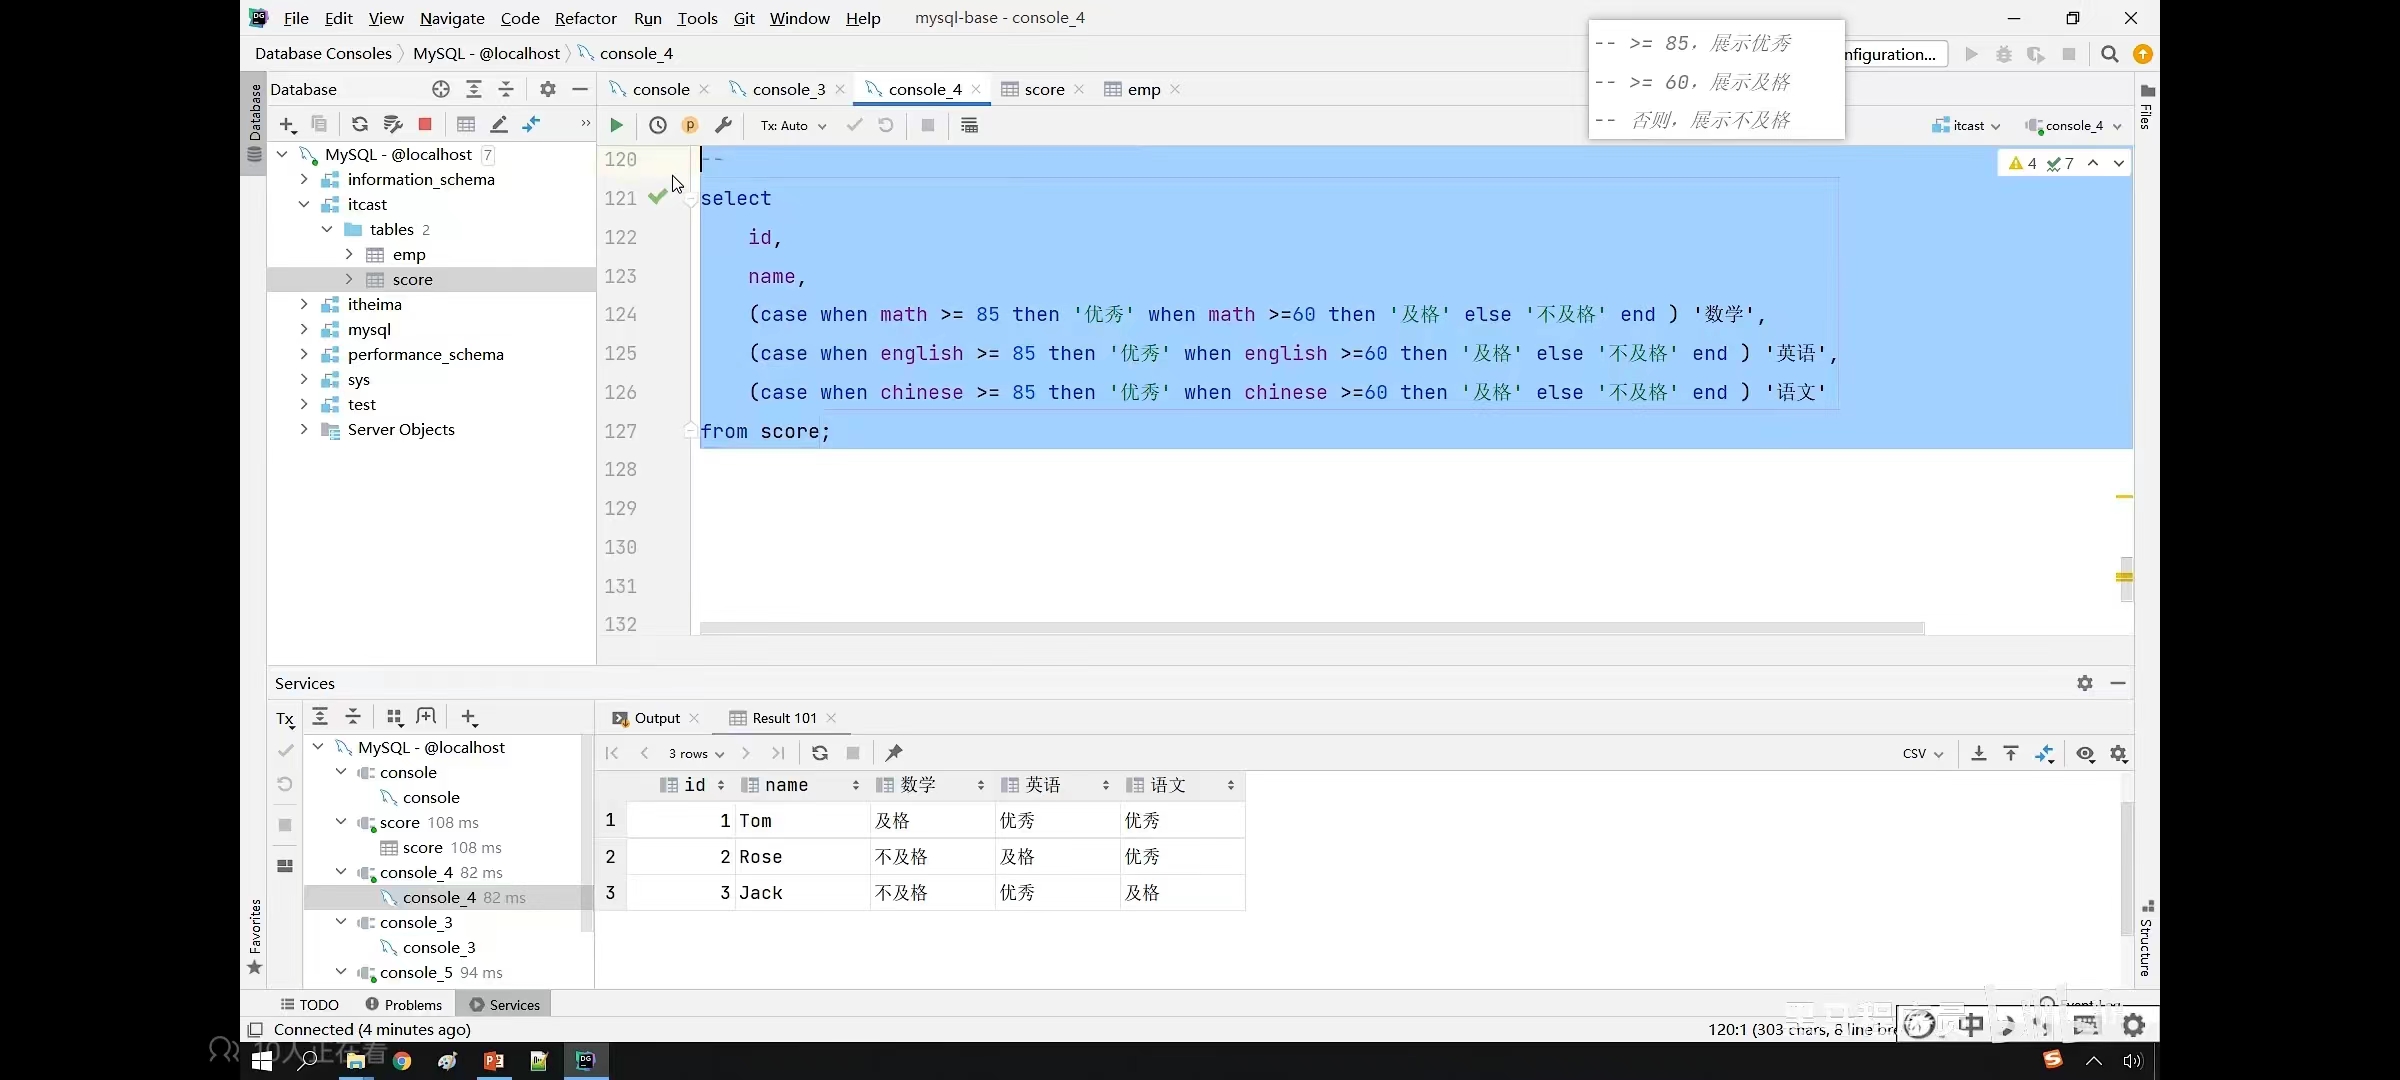 File Edit View Navigate Code Refactor Run Tools Git Window Help mysql-base - console_4
Database Consoles MySQL - @localhost console_4
nfiguration...
-- >= 85，展示优秀
-- >= 60，展示及格
-- 否则，展示不及格
Database
Database
console console_3 console_4 score emp
Tx: Auto
itcast console_4
Files
4 7
MySQL - @localhost 7
information_schema
itcast
tables 2
emp
score
itheima
mysql
performance_schema
sys
test
Server Objects
120 --
121 select
122 id,
123 name,
124 (case when math >= 85 then '优秀' when math >=60 then '及格' else '不及格' end ) '数学',
125 (case when english >= 85 then '优秀' when english >=60 then '及格' else '不及格' end ) '英语',
126 (case when chinese >= 85 then '优秀' when chinese >=60 then '及格' else '不及格' end ) '语文'
127 from score;
128
129
130
131
132
Services
Tx
MySQL - @localhost
console
console
score 108 ms
score 108 ms
console_4 82 ms
console_4 82 ms
console_3
console_3
console_5 94 ms
Output Result 101
3 rows
CSV
id name 数学 英语 语文
1 1 Tom 及格 优秀 优秀
2 2 Rose 不及格 及格 优秀
3 3 Jack 不及格 优秀 及格
Favorites
Structure
TODO Problems Services
Connected (4 minutes ago)
120:1 (303 chars, 8 line bre
中
10人正在看